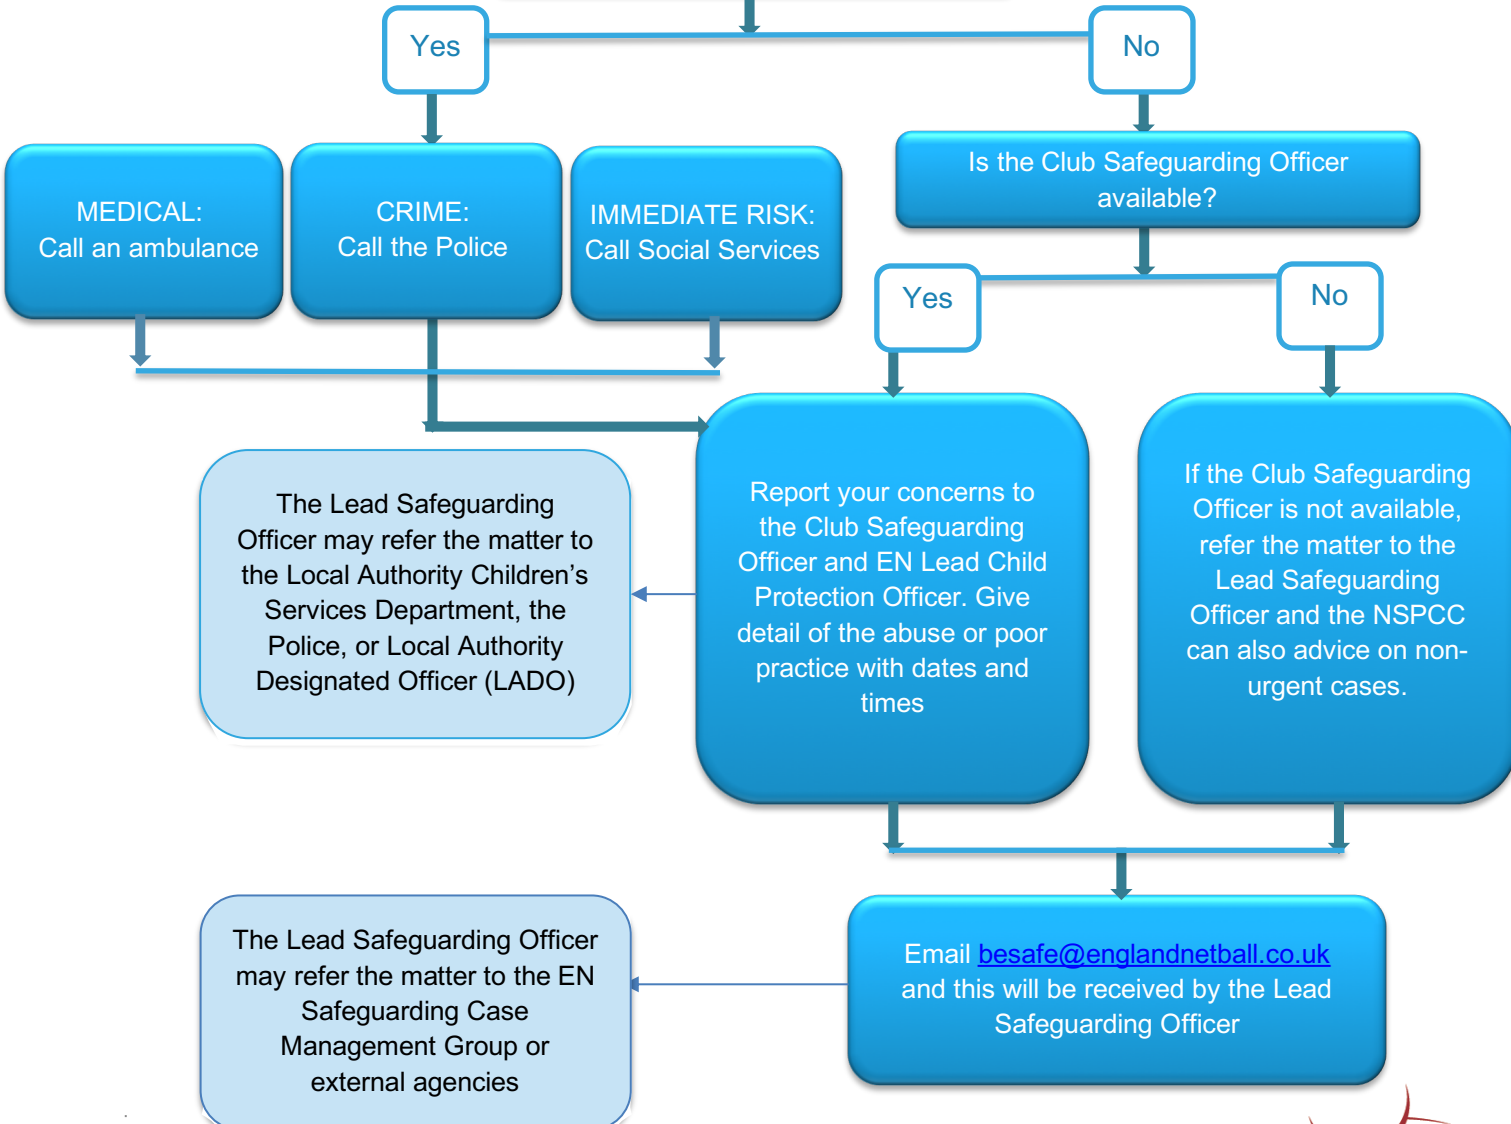 Yes
No
MEDICAL:
Call an ambulance
CRIME:
Call the Police
IMMEDIATE RISK:
Call Social Services
Is the Club Safeguarding Officer
available?
Yes
No
The Lead Safeguarding
Officer may refer the matter to
the Local Authority Children’s
Services Department, the
Police, or Local Authority
Designated Officer (LADO)
Report your concerns to
the Club Safeguarding
Officer and EN Lead Child
Protection Officer. Give
detail of the abuse or poor
practice with dates and
times
If the Club Safeguarding
Officer is not available,
refer the matter to the
Lead Safeguarding
Officer and the NSPCC
can also advice on non-
urgent cases.
The Lead Safeguarding Officer
may refer the matter to the EN
Safeguarding Case
Management Group or
external agencies
Email besafe@englandnetball.co.uk
and this will be received by the Lead
Safeguarding Officer